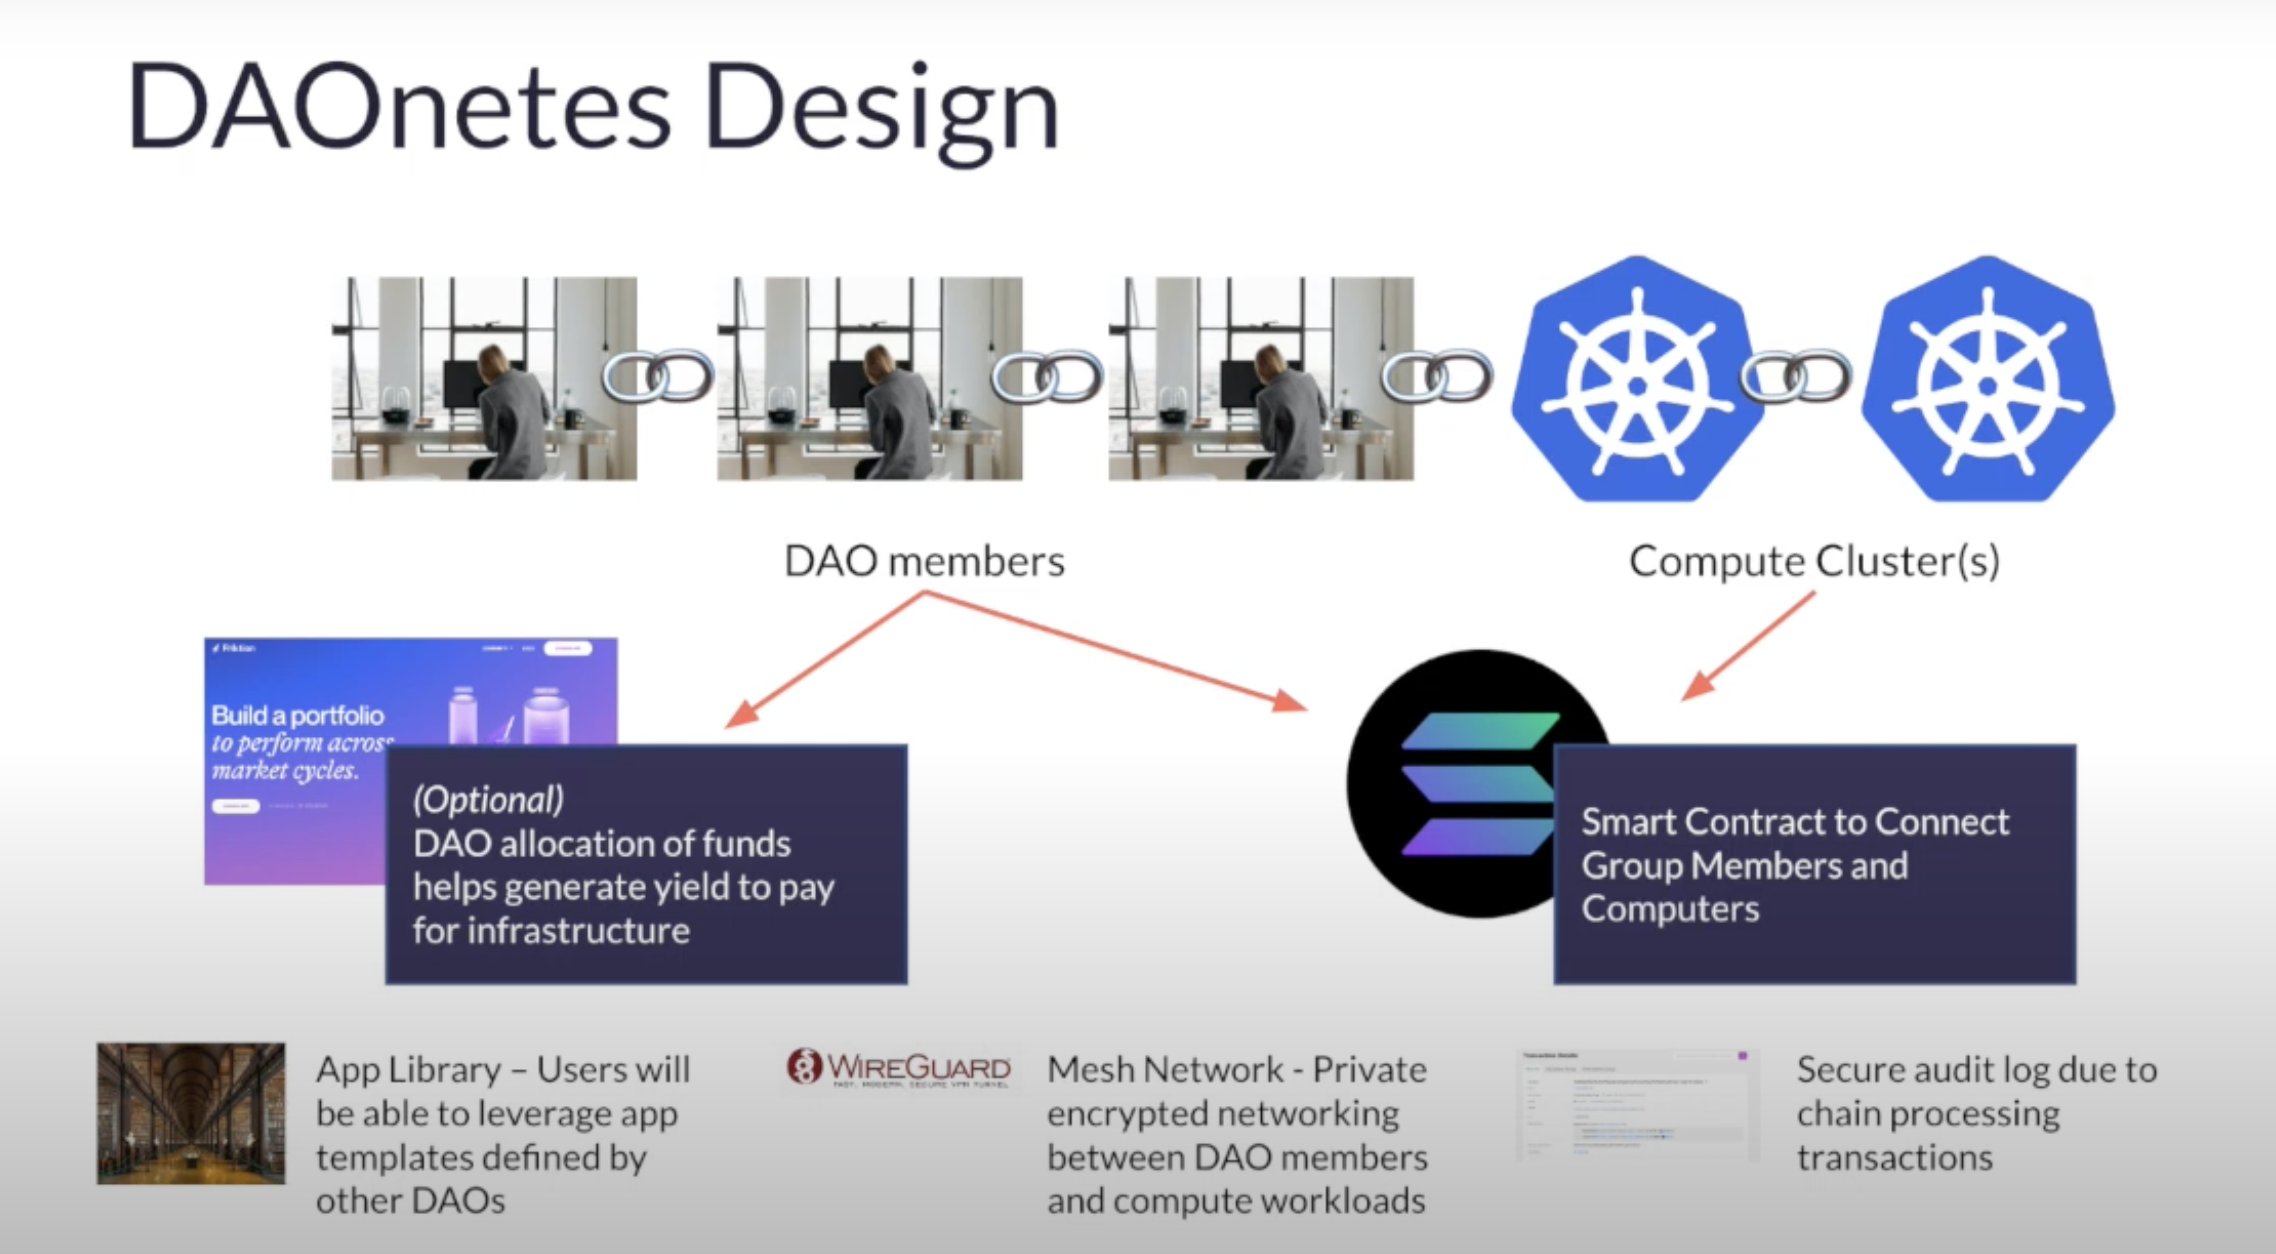 DAOnetes Design
DAO members
Compute Cluster(s)
Friktion
Build a portfolio
to perform across
market cycles.
(Optional)
DAO allocation of funds
helps generate yield to pay
for infrastructure
Smart Contract to Connect
Group Members and
Computers
App Library – Users will
be able to leverage app
templates defined by
other DAOs
WIREGUARD
FAST, MODERN, SECURE VPN TUNNEL
Mesh Network - Private
encrypted networking
between DAO members
and compute workloads
Transaction Details
Secure audit log due to
chain processing
transactions